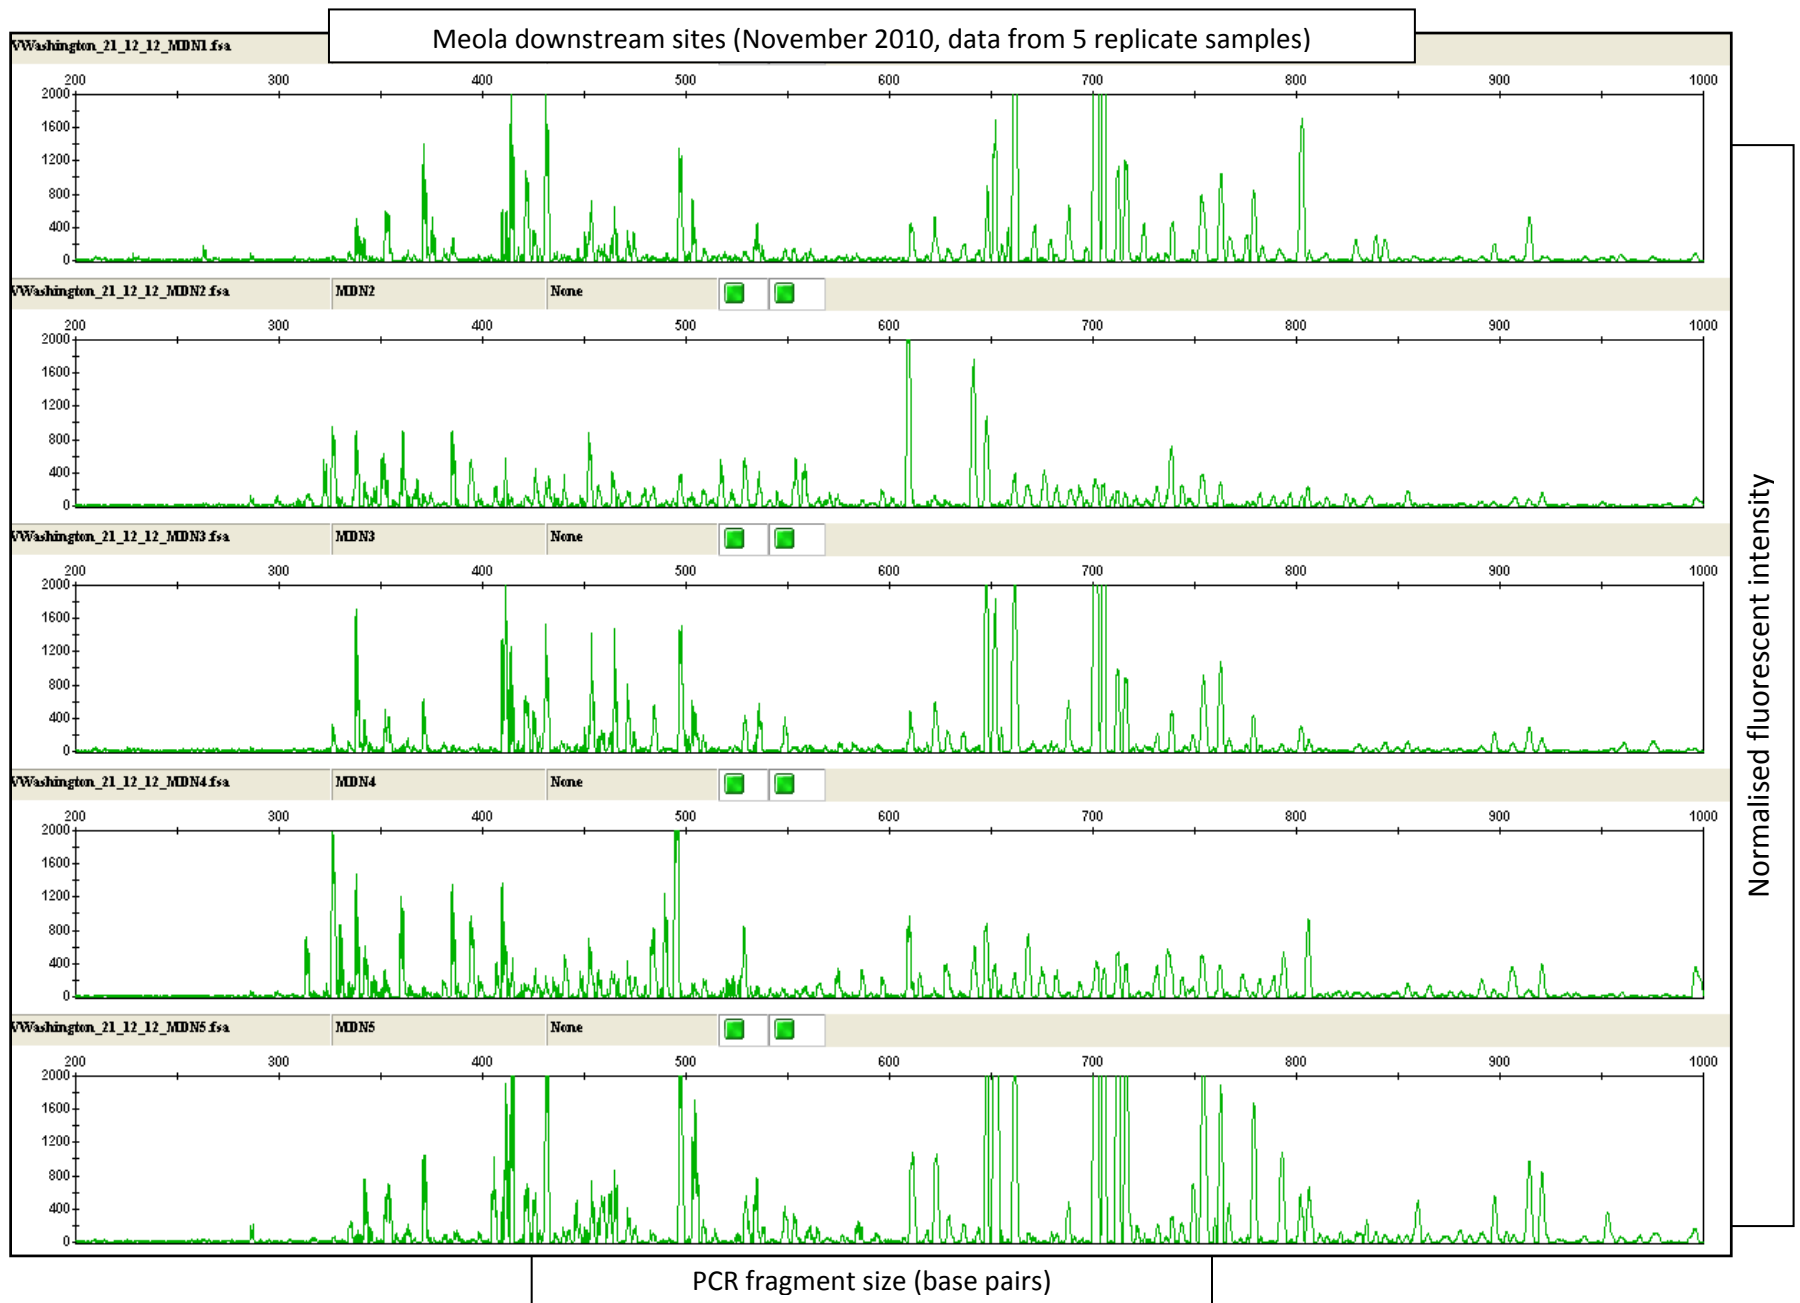 Meola downstream sites (November 2010, data from 5 replicate samples)
VWashington_21_12_12_MDN1.fsa
200 300 400 500 600 700 800 900 1000
2000
1600
1200
800
400
0
VWashington_21_12_12_MDN2.fsa MDN2 None
200 300 400 500 600 700 800 900 1000
2000
1600
1200
800
400
0
VWashington_21_12_12_MDN3.fsa MDN3 None
200 300 400 500 600 700 800 900 1000
2000
1600
1200
800
400
0
VWashington_21_12_12_MDN4.fsa MDN4 None
200 300 400 500 600 700 800 900 1000
2000
1600
1200
800
400
0
VWashington_21_12_12_MDN5.fsa MDN5 None
200 300 400 500 600 700 800 900 1000
2000
1600
1200
800
400
0
Normalised fluorescent intensity
PCR fragment size (base pairs)